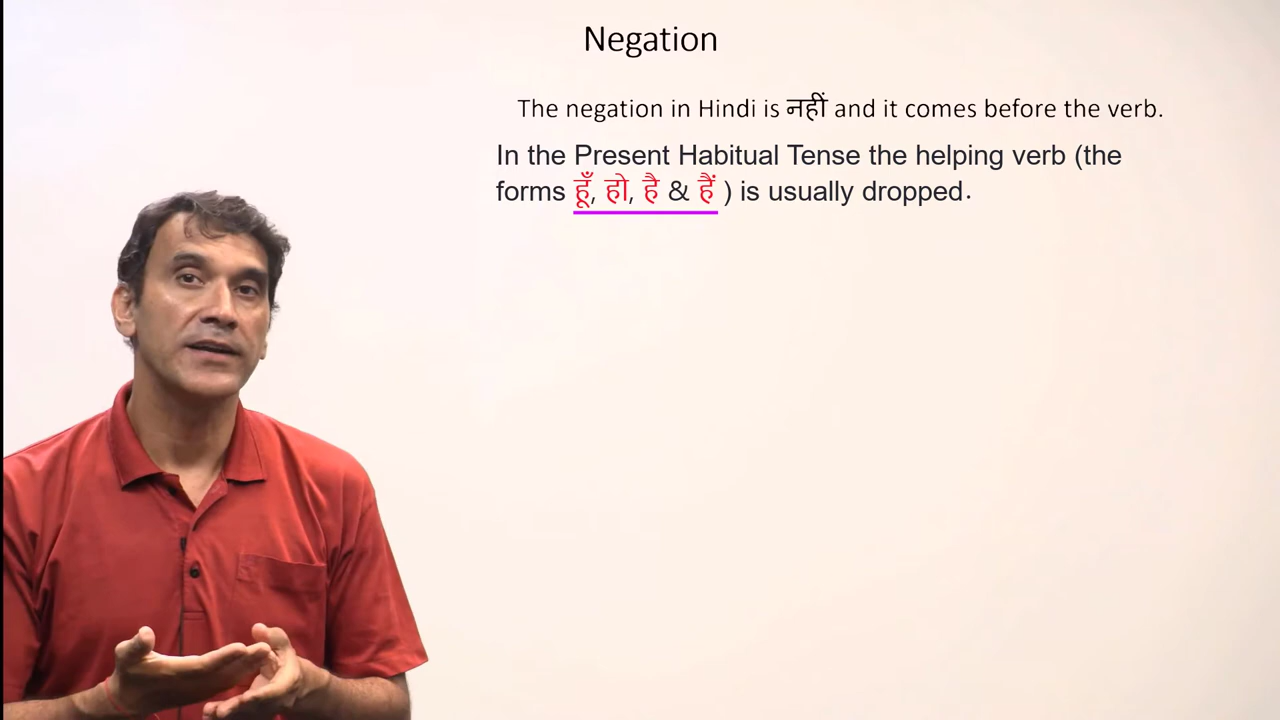 Negation
The negation in Hindi is नहीं and it comes before the verb.
In the Present Habitual Tense the helping verb (the
forms हूँ, हो, है & हैं ) is usually dropped.